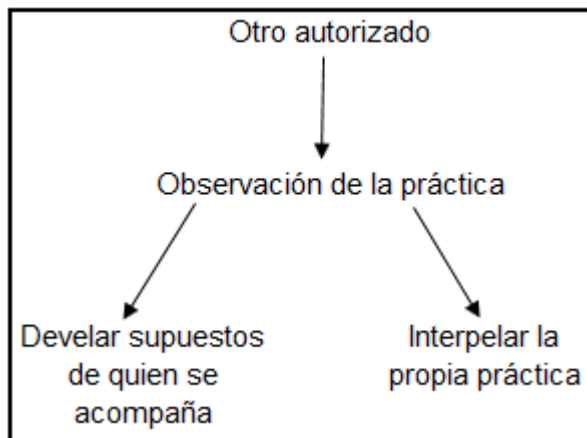 Otro autorizado
Observación de la práctica
Develar supuestos
de quien se
acompaña
Interpelar la
propia práctica